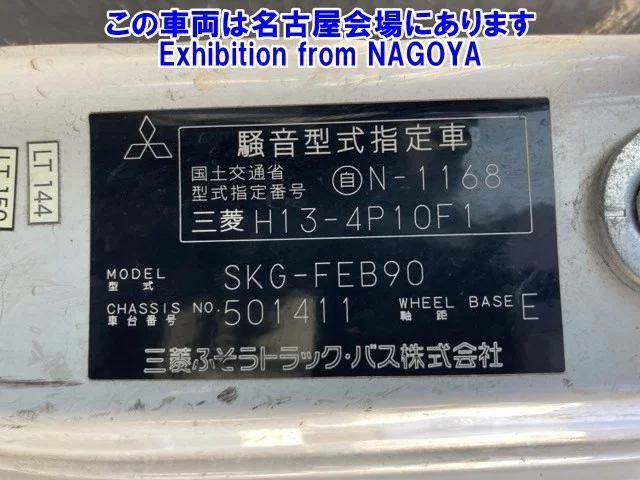 この車両は名古屋会場にあります
Exhibition from NAGOYA
騒音型式指定車
国土交通省
型式指定番号
自N-1168
三菱 H13-4P10F1
MODEL
型式
SKG-FEB90
CHASSIS NO.
車台番号
501411
WHEEL BASE
軸距
E
三菱ふそうトラック・バス株式会社
LT 144
LT 150